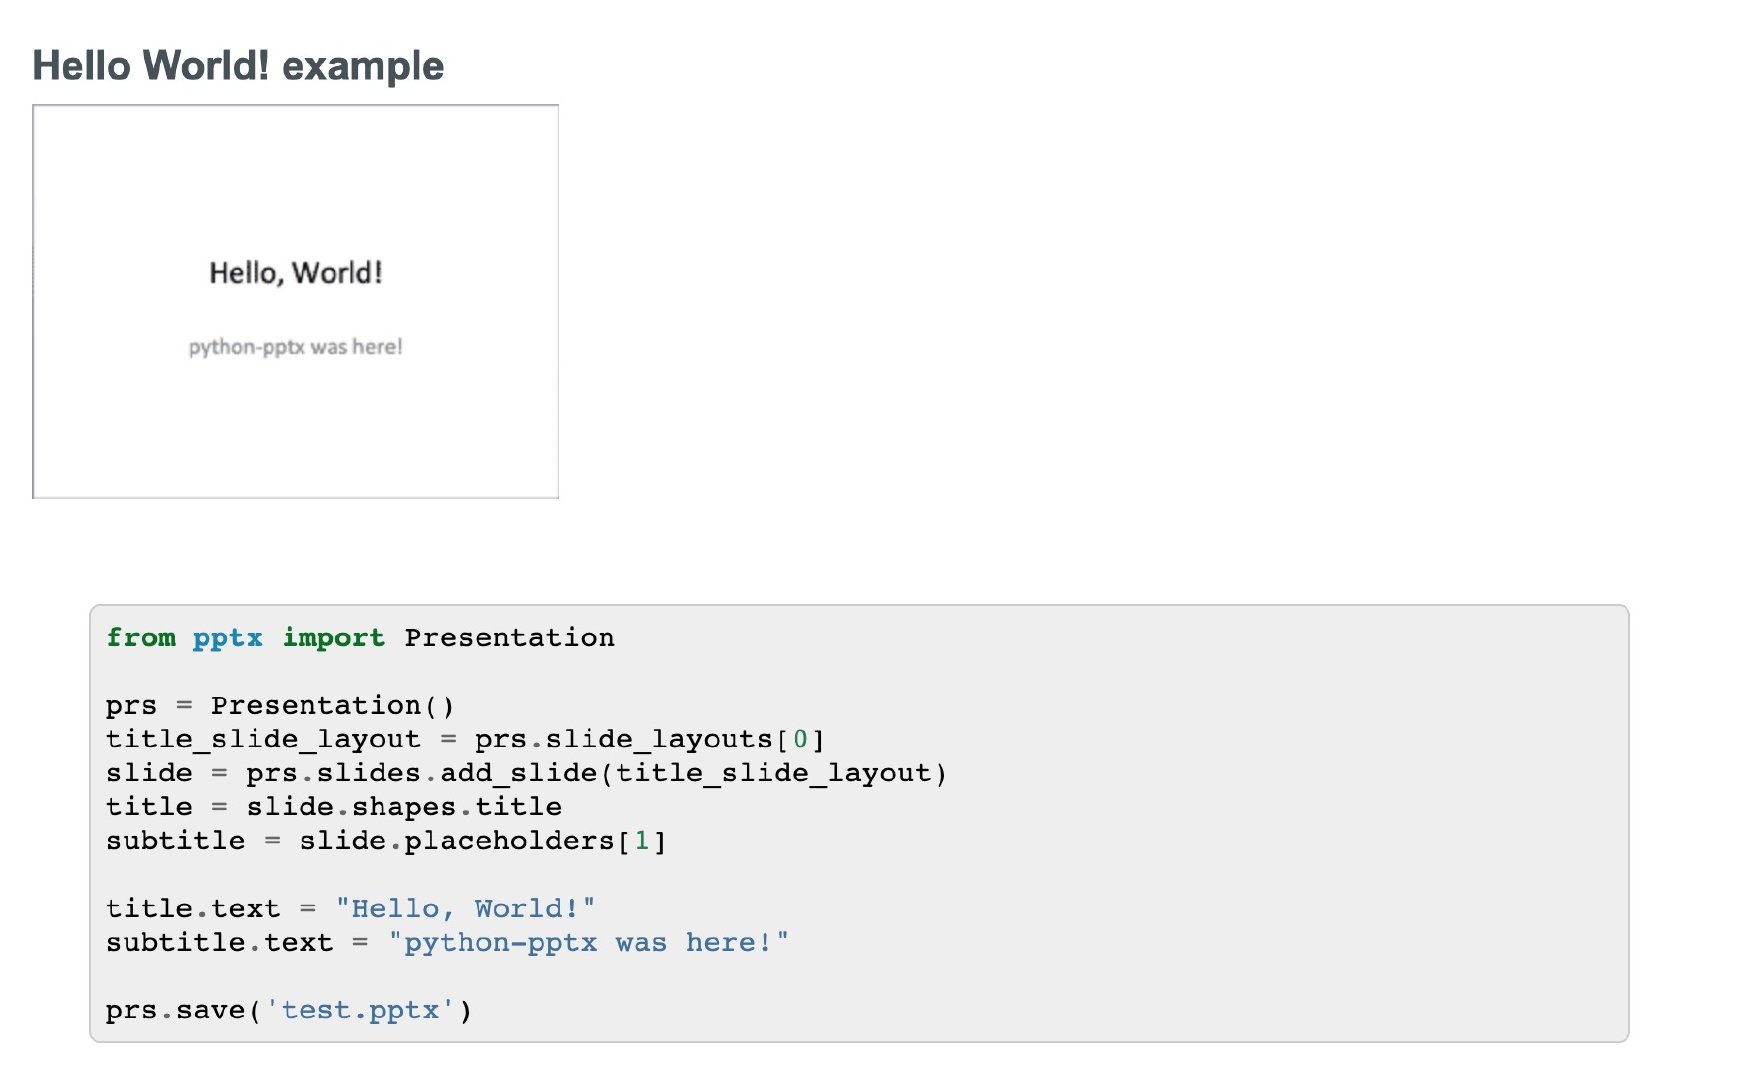 Hello World! example
Hello, World!
python-pptx was here!
from pptx import Presentation
prs = Presentation()
title_slide_layout = prs.slide_layouts[0]
slide = prs.slides.add_slide(title_slide_layout)
title = slide.shapes.title
subtitle = slide.placeholders[1]
title.text = "Hello, World!"
subtitle.text = "python-pptx was here!"
prs.save('test.pptx')